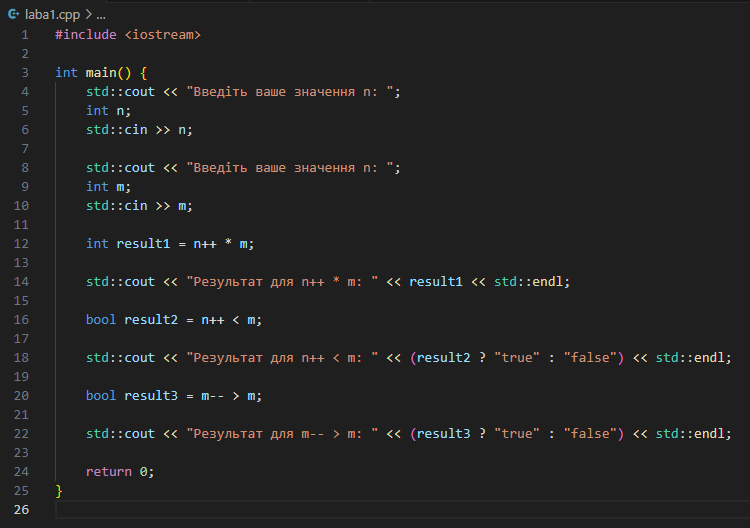 laba1.cpp > ...
1 #include <iostream>
2
3 int main() {
4     std::cout << "Введіть ваше значення n: ";
5     int n;
6     std::cin >> n;
7
8     std::cout << "Введіть ваше значення n: ";
9     int m;
10     std::cin >> m;
11
12     int result1 = n++ * m;
13
14     std::cout << "Результат для n++ * m: " << result1 << std::endl;
15
16     bool result2 = n++ < m;
17
18     std::cout << "Результат для n++ < m: " << (result2 ? "true" : "false") << std::endl;
19
20     bool result3 = m-- > m;
21
22     std::cout << "Результат для m-- > m: " << (result3 ? "true" : "false") << std::endl;
23
24     return 0;
25 }
26